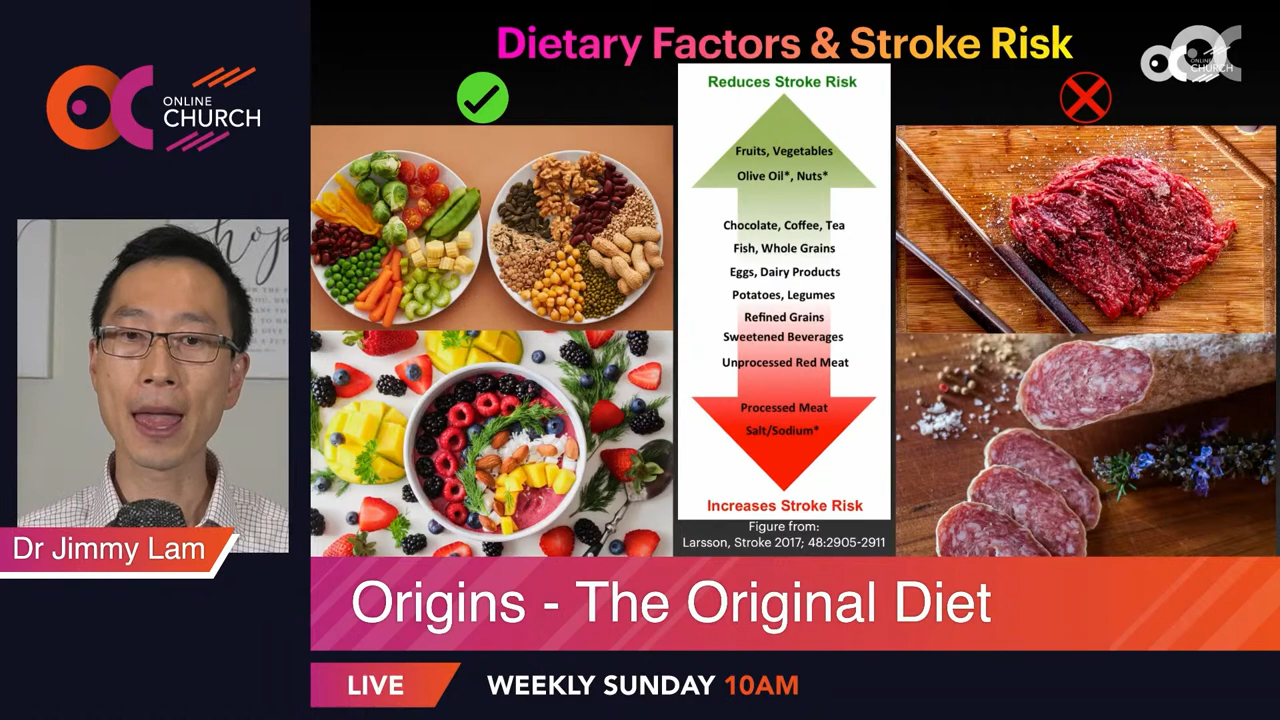 Dietary Factors & Stroke Risk
ONLINE
CHURCH
ONLINE
CHURCH
Reduces Stroke Risk
Fruits, Vegetables
Olive Oil*, Nuts*
Chocolate, Coffee, Tea
Fish, Whole Grains
Eggs, Dairy Products
Potatoes, Legumes
Refined Grains
Sweetened Beverages
Unprocessed Red Meat
Processed Meat
Salt/Sodium*
Increases Stroke Risk
Figure from:
Larsson, Stroke 2017; 48:2905-2911
hop
Dr Jimmy Lam
Origins - The Original Diet
LIVE
WEEKLY SUNDAY 10AM